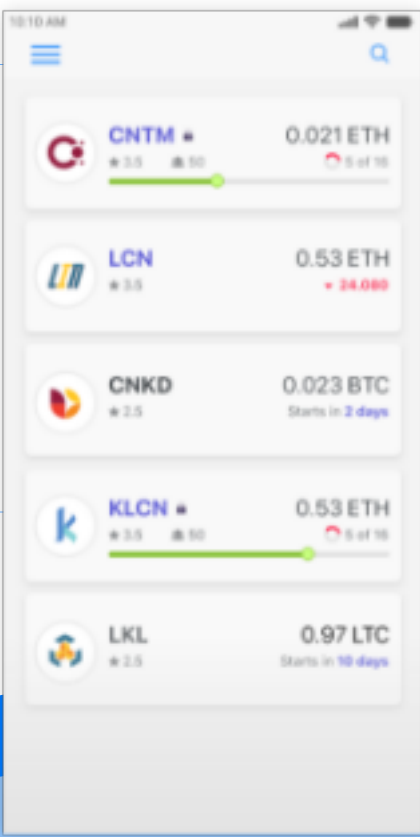 10:10 AM
CNTM 0.021 ETH
3.5 50 5 of 16
LCN 0.53 ETH
3.5 24.080
CNKD 0.023 BTC
2.5 Starts in 2 days
KLCN 0.53 ETH
3.5 50 5 of 16
LKL 0.97 LTC
2.5 Starts in 10 days